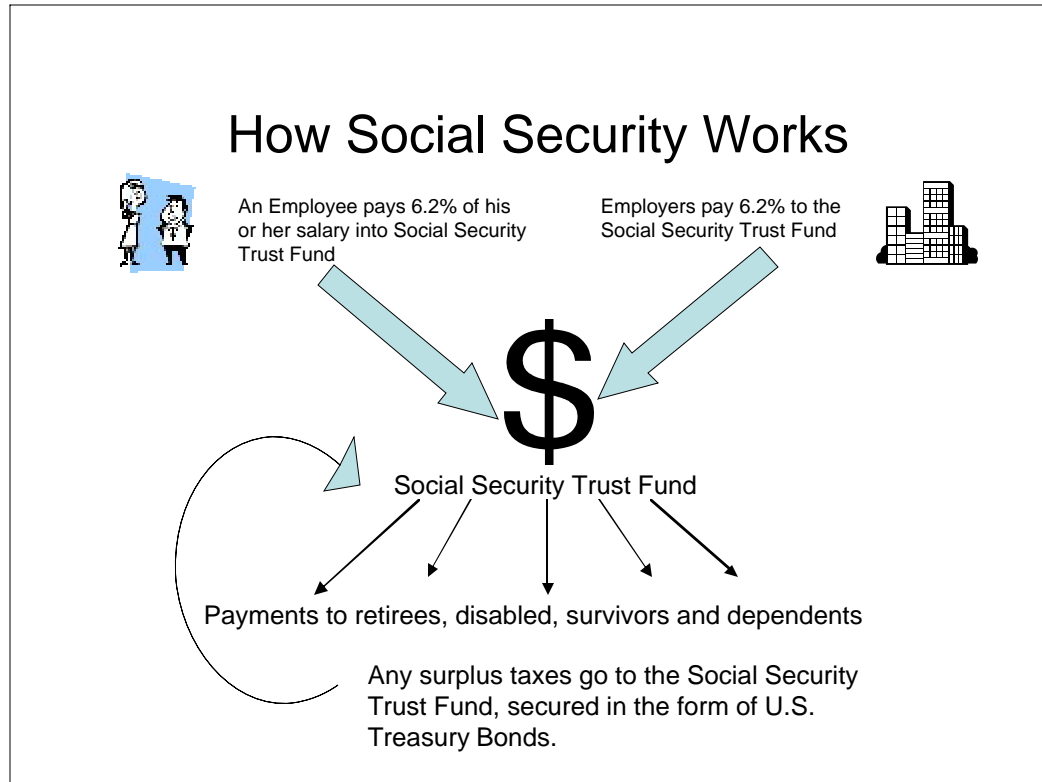 How Social Security Works
An Employee pays 6.2% of his
or her salary into Social Security
Trust Fund
Employers pay 6.2% to the
Social Security Trust Fund
$
Social Security Trust Fund
Payments to retirees, disabled, survivors and dependents
Any surplus taxes go to the Social Security
Trust Fund, secured in the form of U.S.
Treasury Bonds.